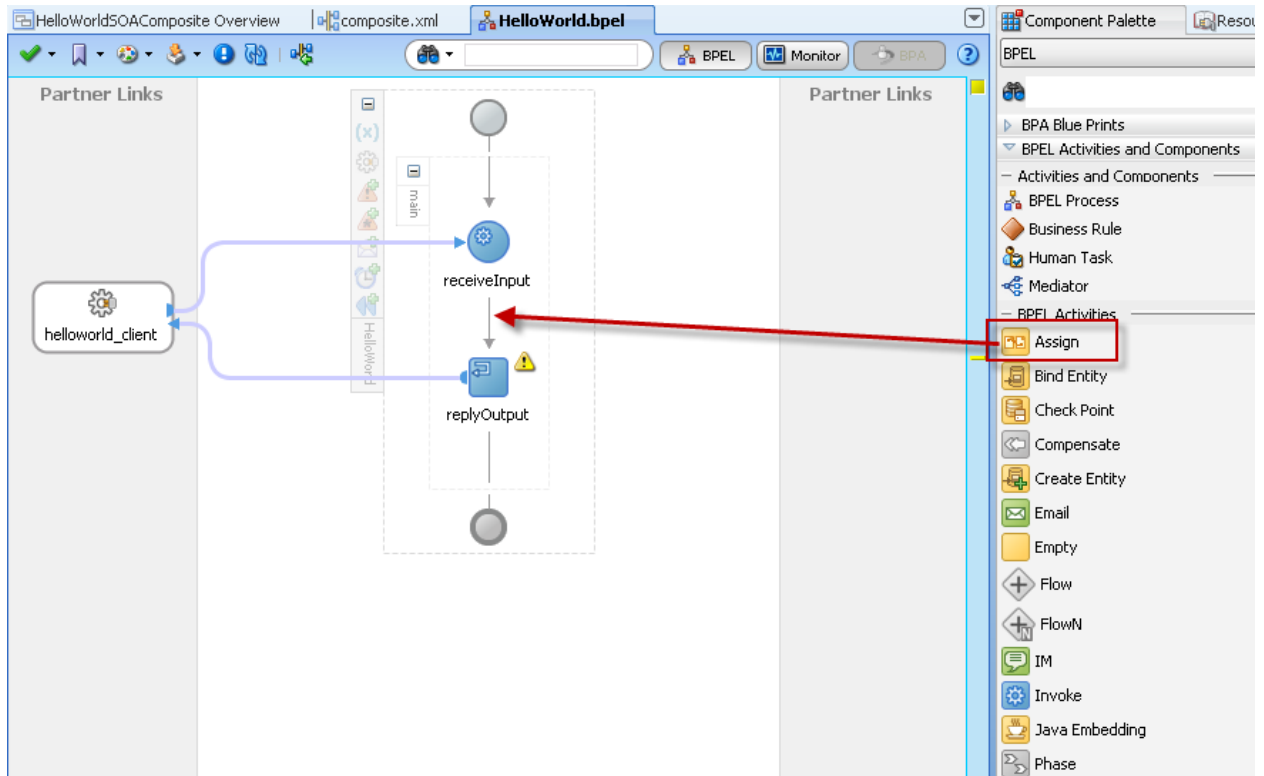 HelloWorldSOAComposite Overview
composite.xml
HelloWorld.bpel
BPEL
Monitor
BPA
Partner Links
Partner Links
(x)
main
receiveInput
helloworld_client
HelloWorld
replyOutput
Component Palette
Resou
BPEL
BPA Blue Prints
BPEL Activities and Components
Activities and Components
BPEL Process
Business Rule
Human Task
Mediator
BPEL Activities
Assign
Bind Entity
Check Point
Compensate
Create Entity
Email
Empty
Flow
FlowN
IM
Invoke
Java Embedding
Phase